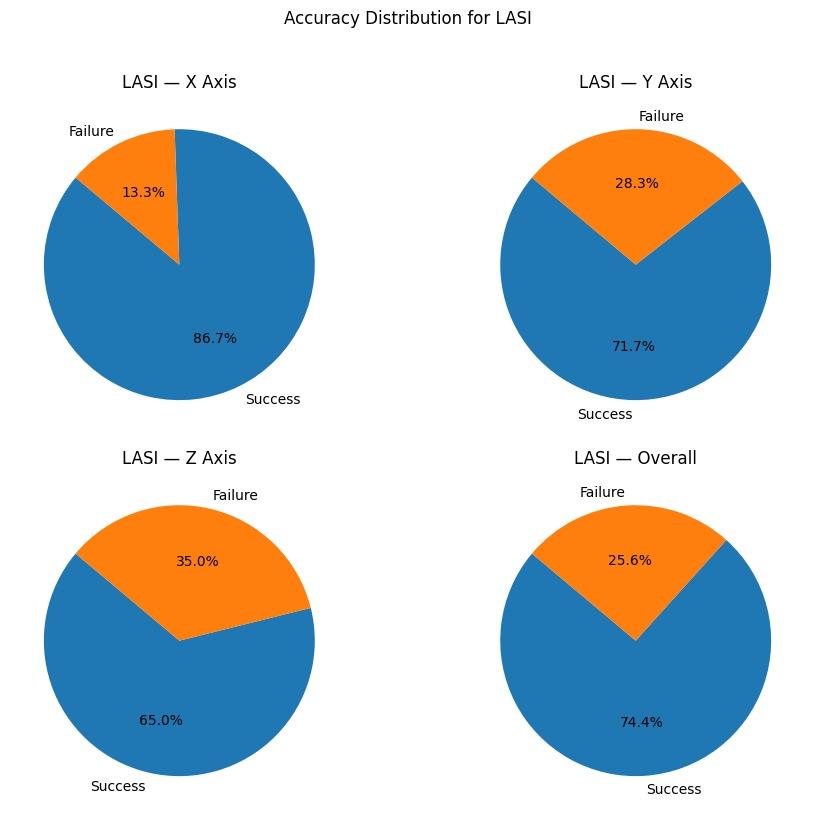 Accuracy Distribution for LASI
LASI — X Axis
Failure
13.3%
86.7%
Success
LASI — Y Axis
Failure
28.3%
71.7%
Success
LASI — Z Axis
Failure
35.0%
65.0%
Success
LASI — Overall
Failure
25.6%
74.4%
Success